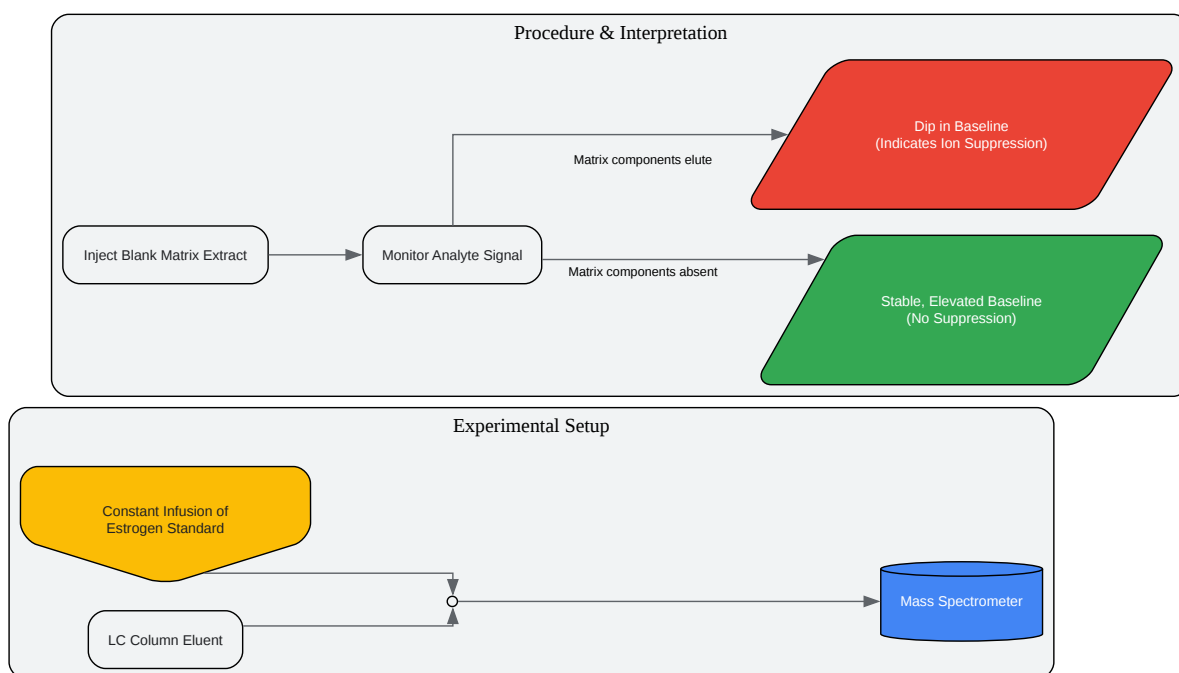 Procedure & Interpretation
Dip in Baseline
(Indicates Ion Suppression)
Matrix components elute
Inject Blank Matrix Extract
Monitor Analyte Signal
Matrix components absent
Stable, Elevated Baseline
(No Suppression)
Experimental Setup
Constant Infusion of
Estrogen Standard
Mass Spectrometer
LC Column Eluent